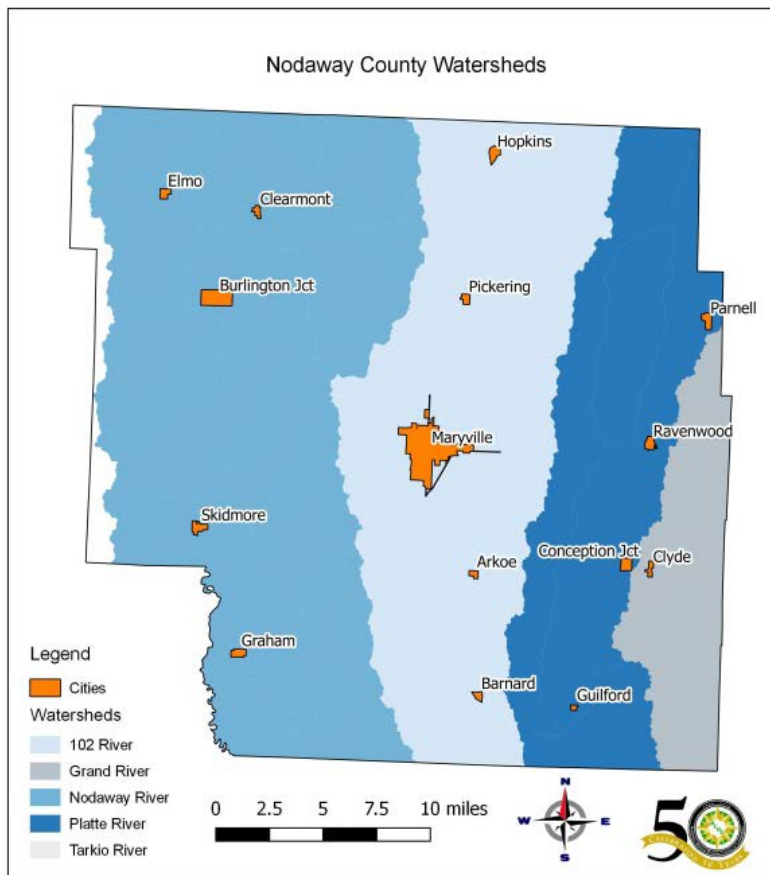 Nodaway County Watersheds
Hopkins
Elmo
Clearmont
Burlington Jct
Pickering
Parnell
Maryville
Ravenwood
Skidmore
Conception Jct
Clyde
Arkoe
Graham
Barnard
Guilford
Legend
Cities
Watersheds
102 River
Grand River
Nodaway River
Platte River
Tarkio River
0 2.5 5 7.5 10 miles
N
W E
S
50